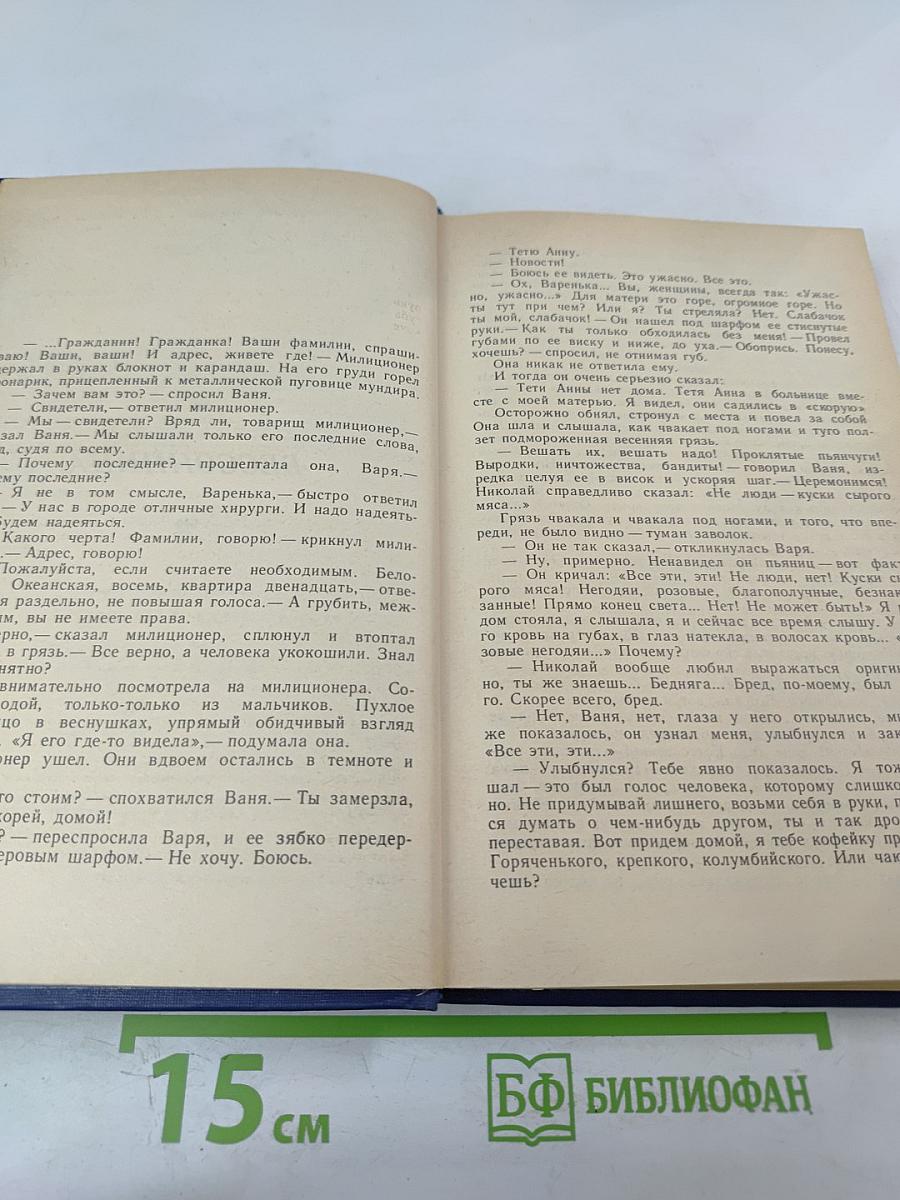 — ...Гражданин! Гражданка! Ваши фамилии, спраши-
ваю! Ваши, ваши! И адрес, живете где! — Милиционер
держал в руках блокнот и карандаш. На его груди горел
онарик, прицепленный к металлической пуговице мундира.
— Зачем вам это? — спросил Ваня.
— Свидетели, — ответил милиционер.
— Мы — свидетели? Вряд ли, товарищ милиционер, —
зал Ваня. — Мы слышали только его последние слова,
д, судя по всему.
— Почему последние? — прошептала она, Варя. —
ему последние?
Я не в том смысле, Варенька, — быстро ответил
— У нас в городе отличные хирурги. И надо надеять-
Будем надеяться.
Какого черта! Фамилии, говорю! — крикнул мили-
. — Адрес, говорю!
Пожалуйста, если считаете необходимым. Бело-
Океанская, восемь, квартира двенадцать, — отве-
я раздельно, не повышая голоса. — А грубить, меж-
им, вы не имеете права.
ерно, — сказал милиционер, сплюнул и втоптал
в грязь. — Все верно, а человека укокошили. Знал
нятно?
внимательно посмотрела на милиционера. Со-
лодой, только-только из мальчиков. Пухлое
цо в веснушках, упрямый обидчивый взгляд
. «Я его где-то видела», — подумала она.
онер ушел. Они вдвоем остались в темноте и
то стоим? — спохватился Ваня. — Ты замерзла,
корей, домой!
? — переспросила Варя, и ее зябко передер-
еровым шарфом. — Не хочу. Боюсь.
— Тетю Анну.
— Новости!
— Боюсь ее видеть. Это ужасно. Все это.
— Ох, Варенька... Вы, женщины, всегда так: «Ужас-
но, ужасно...» Для матери это горе, огромное горе. Но
ты тут при чем? Или я? Ты стреляла? Нет. Слабачок
ты мой, слабачок! — Он нашел под шарфом ее стиснутые
руки. — Как ты только обходилась без меня! — Провел
губами по ее виску и ниже, до уха. — Обопрись. Понесу,
хочешь? — спросил, не отнимая губ.
Она никак не ответила ему.
И тогда он очень серьезно сказал:
— Тети Анны нет дома. Тетя Анна в больнице вме-
сте с моей матерью. Я видел, они садились в «скорую»
Осторожно обнял, стронул с места и повел за собой
Она шла и слышала, как чвакает под ногами и туго пол-
зет подмороженная весенняя грязь.
— Вешать их, вешать надо! Проклятые пьянчуги!
Выродки, ничтожества, бандиты! — говорил Ваня, из-
редка целуя ее в висок и ускоряя шаг. — Церемонимся!
Николай справедливо сказал: «Не люди — куски сырого
мяса...»
Грязь чвакала и чвакала под ногами, и того, что впе-
реди, не было видно — туман заволок.
— Он не так сказал, — откликнулась Варя.
— Ну, примерно. Ненавидел он пьяниц — вот факт
— Он кричал: «Все эти, эти! Не люди, нет! Куски сы-
рого мяса! Негодяи, розовые, благополучные, безнак
занные! Прямо конец света... Нет! Не может быть!» Я
дом стояла, я слышала, я и сейчас все время слышу. У
го кровь на губах, в глаз натекла, в волосах кровь...
зовые негодяи...» Почему?
— Николай вообще любил выражаться ориги
но, ты же знаешь... Бедняга... Бред, по-моему, был
го. Скорее всего, бред.
— Нет, Ваня, нет, глаза у него открылись, м
же показалось, он узнал меня, улыбнулся и зак
«Все эти, эти...»
— Улыбнулся? Тебе явно показалось. Я тож
шал — это был голос человека, которому слишко
но. Не придумывай лишнего, возьми себя в руки, п
ся думать о чем-нибудь другом, ты и так дро
переставая. Вот придем домой, я тебе кофейку пр
Горяченького, крепкого, колумбийского. Или чаю
чешь?
15 см
БФ БИБЛИОФАН